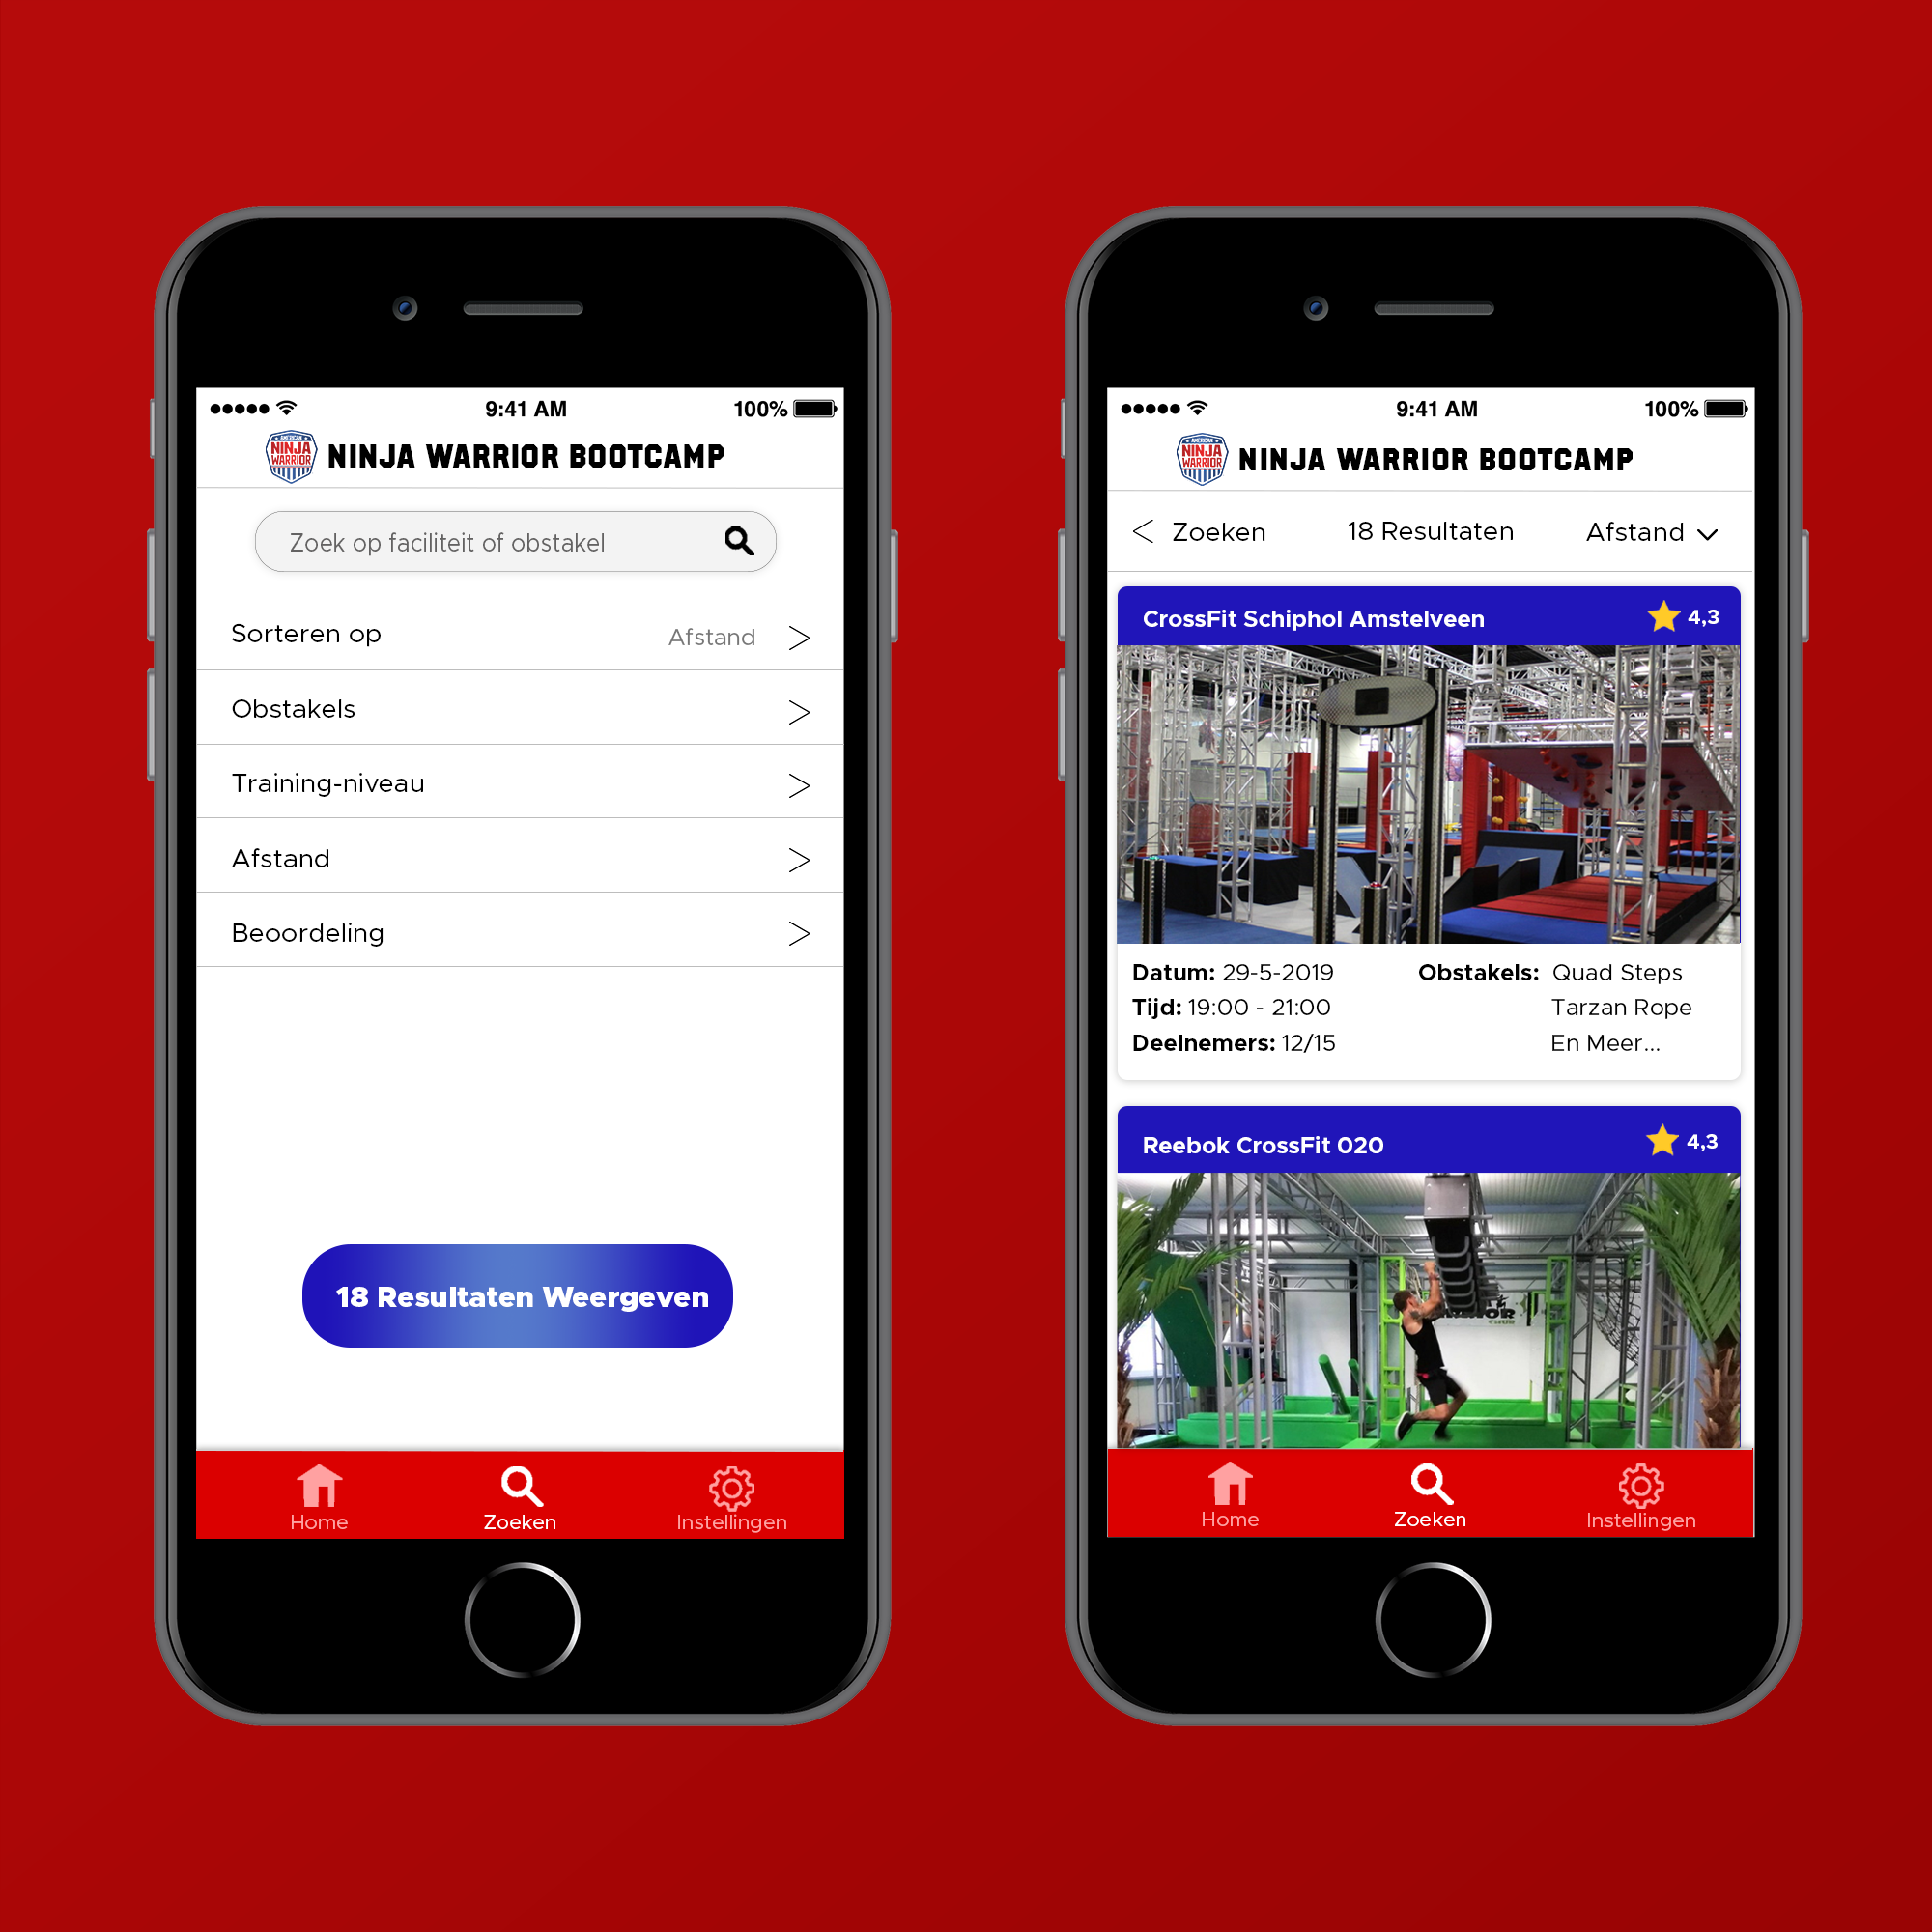 9:41 AM
100%
AMERICAN
NINJA
WARRIOR
NINJA WARRIOR BOOTCAMP
Zoek op faciliteit of obstakel
Sorteren op Afstand >
Obstakels >
Training-niveau >
Afstand >
Beoordeling >
18 Resultaten Weergeven
Home Zoeken Instellingen
9:41 AM
100%
AMERICAN
NINJA
WARRIOR
NINJA WARRIOR BOOTCAMP
< Zoeken 18 Resultaten Afstand
CrossFit Schiphol Amstelveen 4,3
Datum: 29-5-2019 Obstakels: Quad Steps
Tijd: 19:00 - 21:00 Tarzan Rope
Deelnemers: 12/15 En Meer...
Reebok CrossFit 020 4,3
Home Zoeken Instellingen